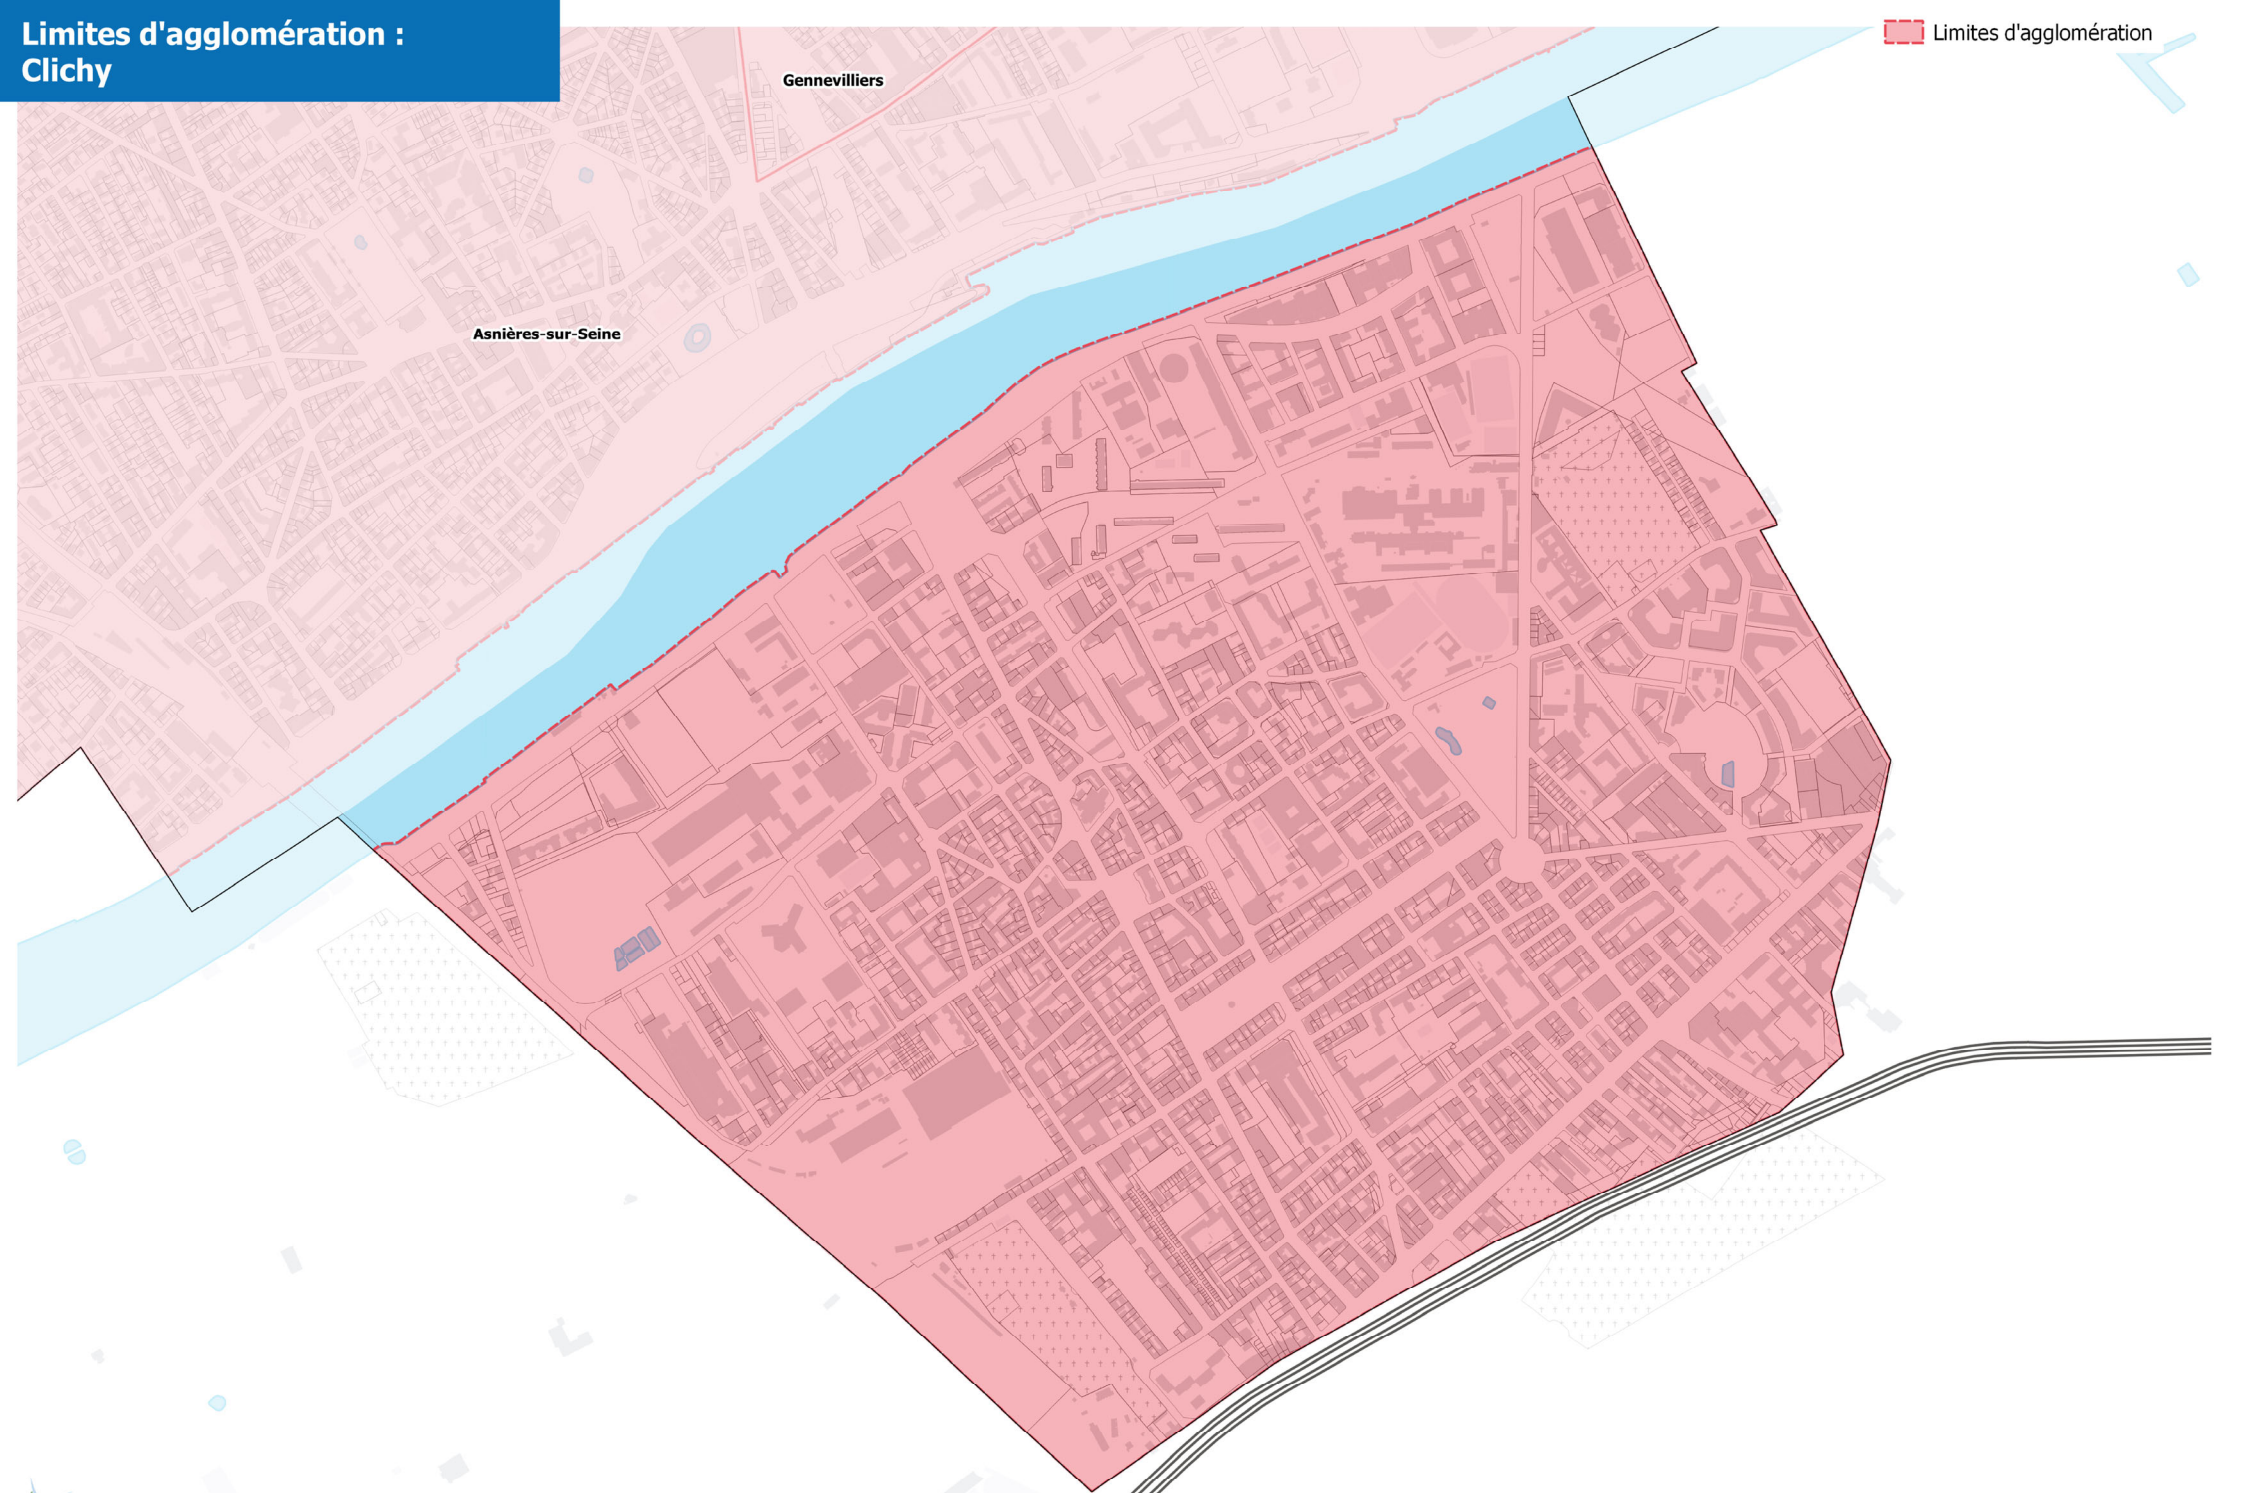 Limites d'agglomération :
Clichy
Limites d'agglomération
Gennevilliers
Asnières-sur-Seine